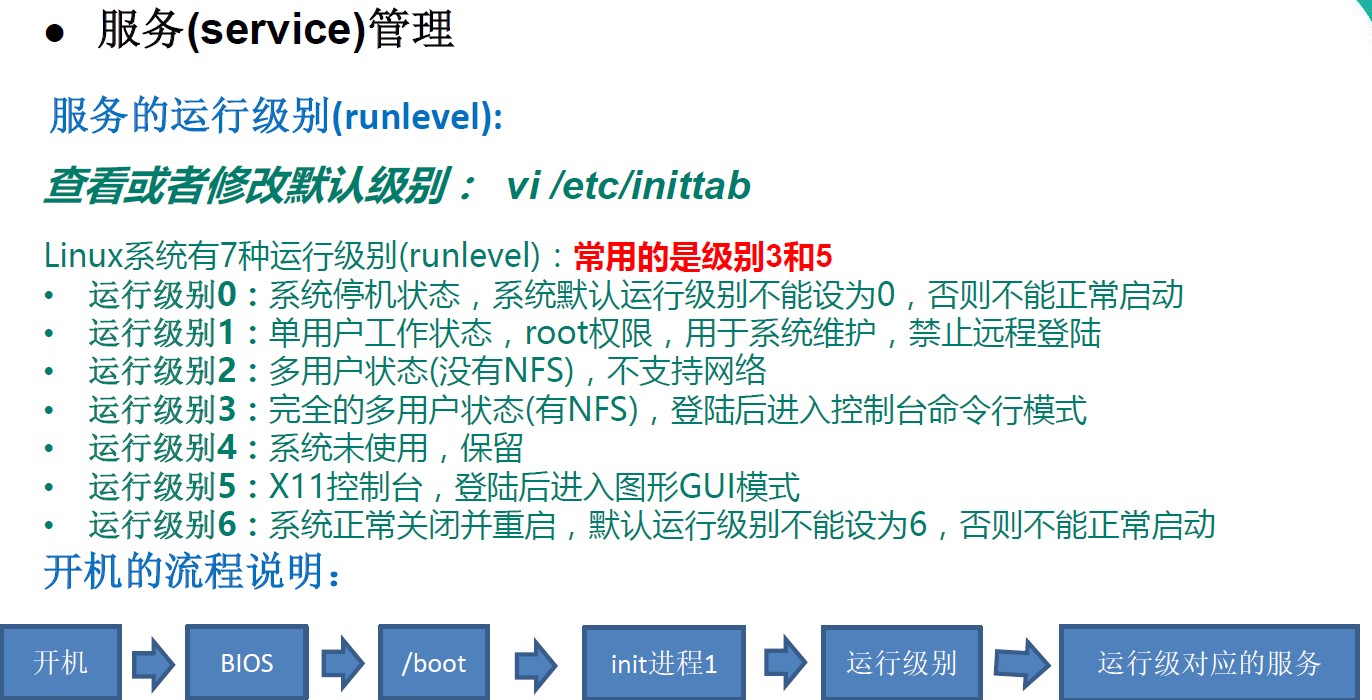 ● 服务(service)管理
服务的运行级别(runlevel):
查看或者修改默认级别： vi /etc/inittab
Linux系统有7种运行级别(runlevel)：常用的是级别3和5
• 运行级别0：系统停机状态，系统默认运行级别不能设为0，否则不能正常启动
• 运行级别1：单用户工作状态，root权限，用于系统维护，禁止远程登陆
• 运行级别2：多用户状态(没有NFS)，不支持网络
• 运行级别3：完全的多用户状态(有NFS)，登陆后进入控制台命令行模式
• 运行级别4：系统未使用，保留
• 运行级别5：X11控制台，登陆后进入图形GUI模式
• 运行级别6：系统正常关闭并重启，默认运行级别不能设为6，否则不能正常启动
开机的流程说明：
开机
BIOS
/boot
init进程1
运行级别
运行级对应的服务